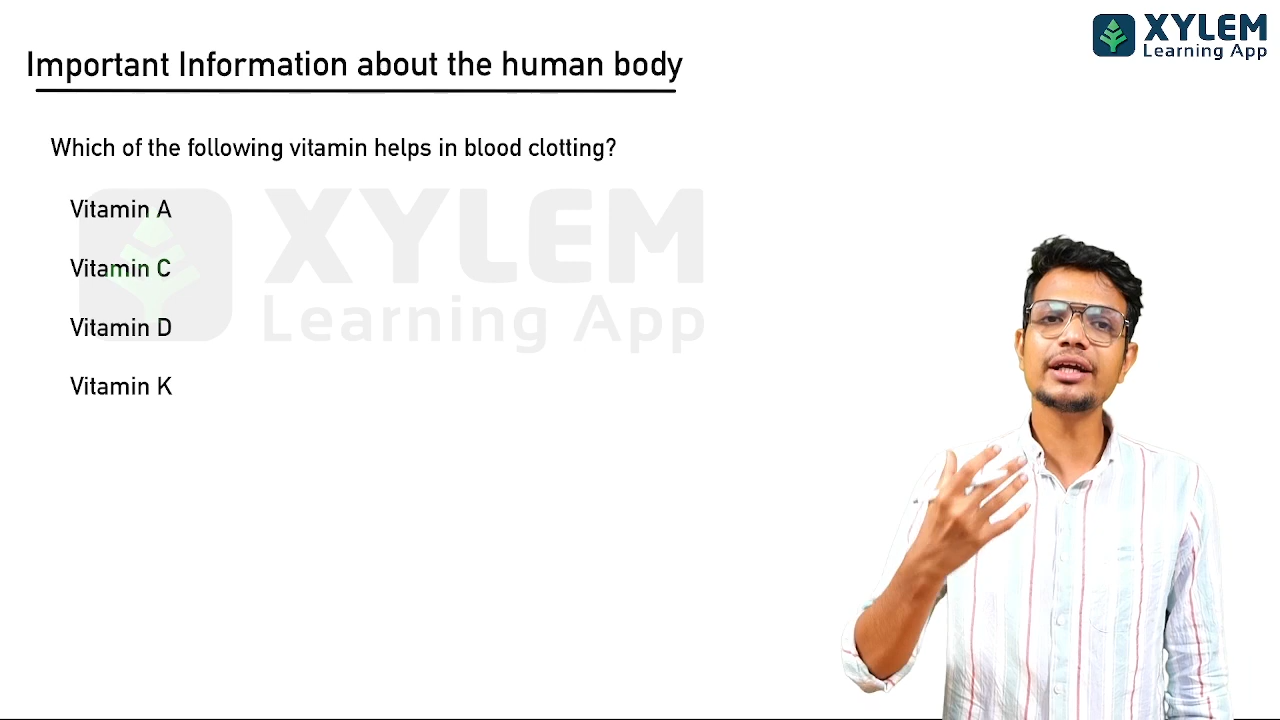 XYLEM
Learning App
Important Information about the human body
Which of the following vitamin helps in blood clotting?
Vitamin A
Vitamin C
Vitamin D
Vitamin K
XYLEM
Learning App